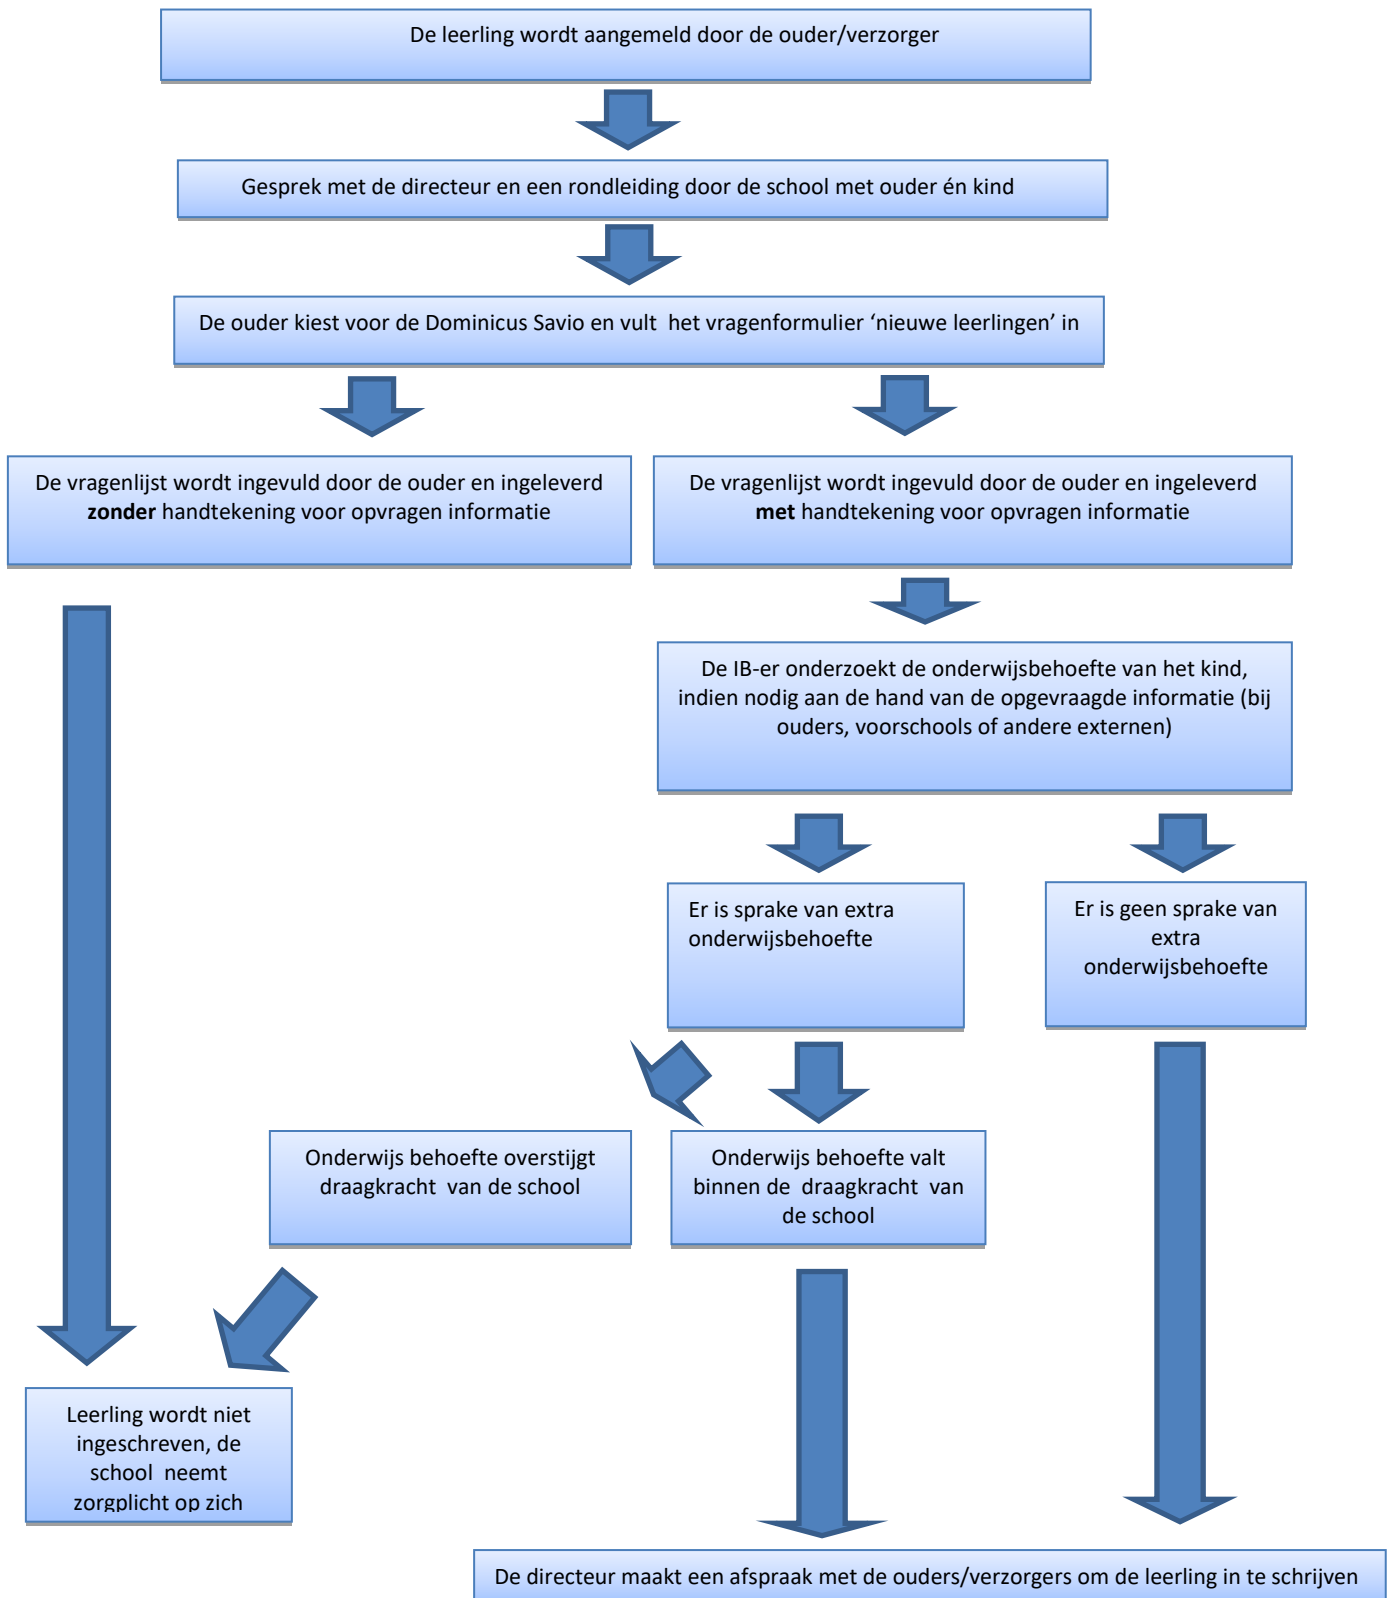 De leerling wordt aangemeld door de ouder/verzorger
Gesprek met de directeur en een rondleiding door de school met ouder én kind
De ouder kiest voor de Dominicus Savio en vult het vragenformulier ‘nieuwe leerlingen’ in
De vragenlijst wordt ingevuld door de ouder en ingeleverd
zonder handtekening voor opvragen informatie
De vragenlijst wordt ingevuld door de ouder en ingeleverd
met handtekening voor opvragen informatie
De IB-er onderzoekt de onderwijsbehoefte van het kind,
indien nodig aan de hand van de opgevraagde informatie (bij
ouders, voorschools of andere externen)
Er is sprake van extra
onderwijsbehoefte
Er is geen sprake van
extra
onderwijsbehoefte
Onderwijs behoefte overstijgt
draagkracht van de school
Onderwijs behoefte valt
binnen de draagkracht van
de school
Leerling wordt niet
ingeschreven, de
school neemt
zorgplicht op zich
De directeur maakt een afspraak met de ouders/verzorgers om de leerling in te schrijven